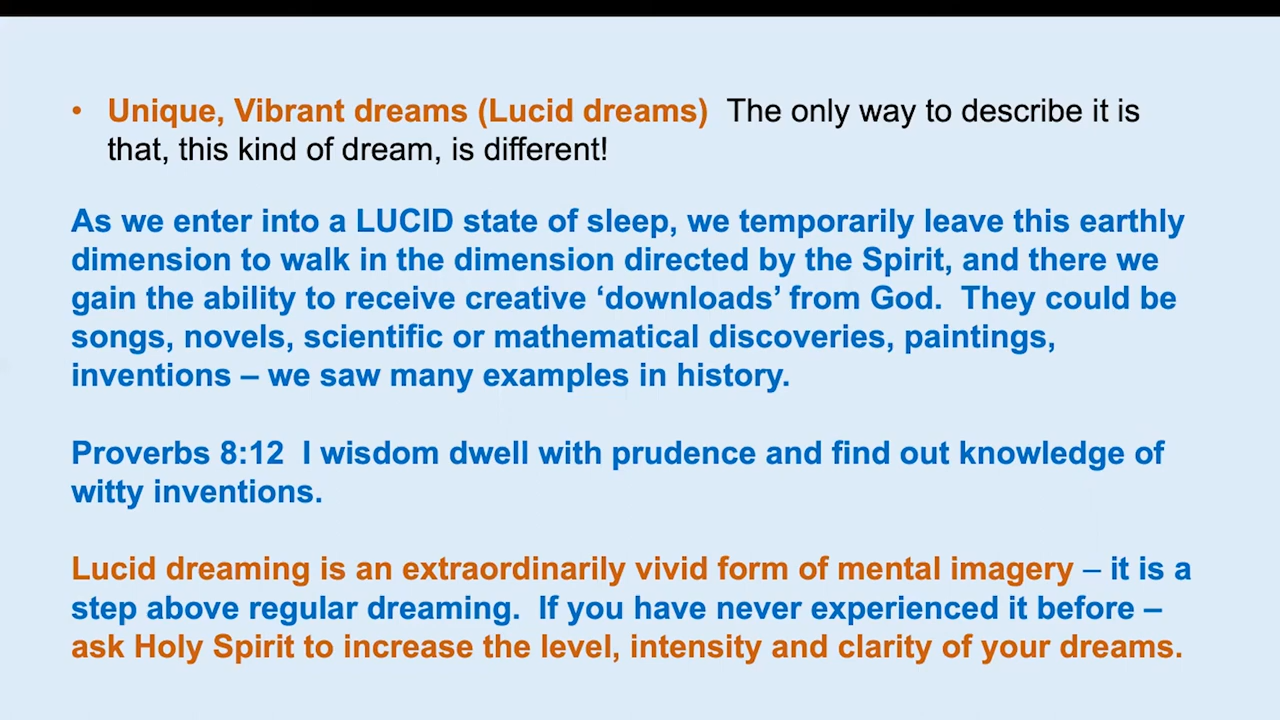 • Unique, Vibrant dreams (Lucid dreams) The only way to describe it is
that, this kind of dream, is different!
As we enter into a LUCID state of sleep, we temporarily leave this earthly
dimension to walk in the dimension directed by the Spirit, and there we
gain the ability to receive creative ‘downloads’ from God. They could be
songs, novels, scientific or mathematical discoveries, paintings,
inventions – we saw many examples in history.
Proverbs 8:12 I wisdom dwell with prudence and find out knowledge of
witty inventions.
Lucid dreaming is an extraordinarily vivid form of mental imagery – it is a
step above regular dreaming. If you have never experienced it before –
ask Holy Spirit to increase the level, intensity and clarity of your dreams.